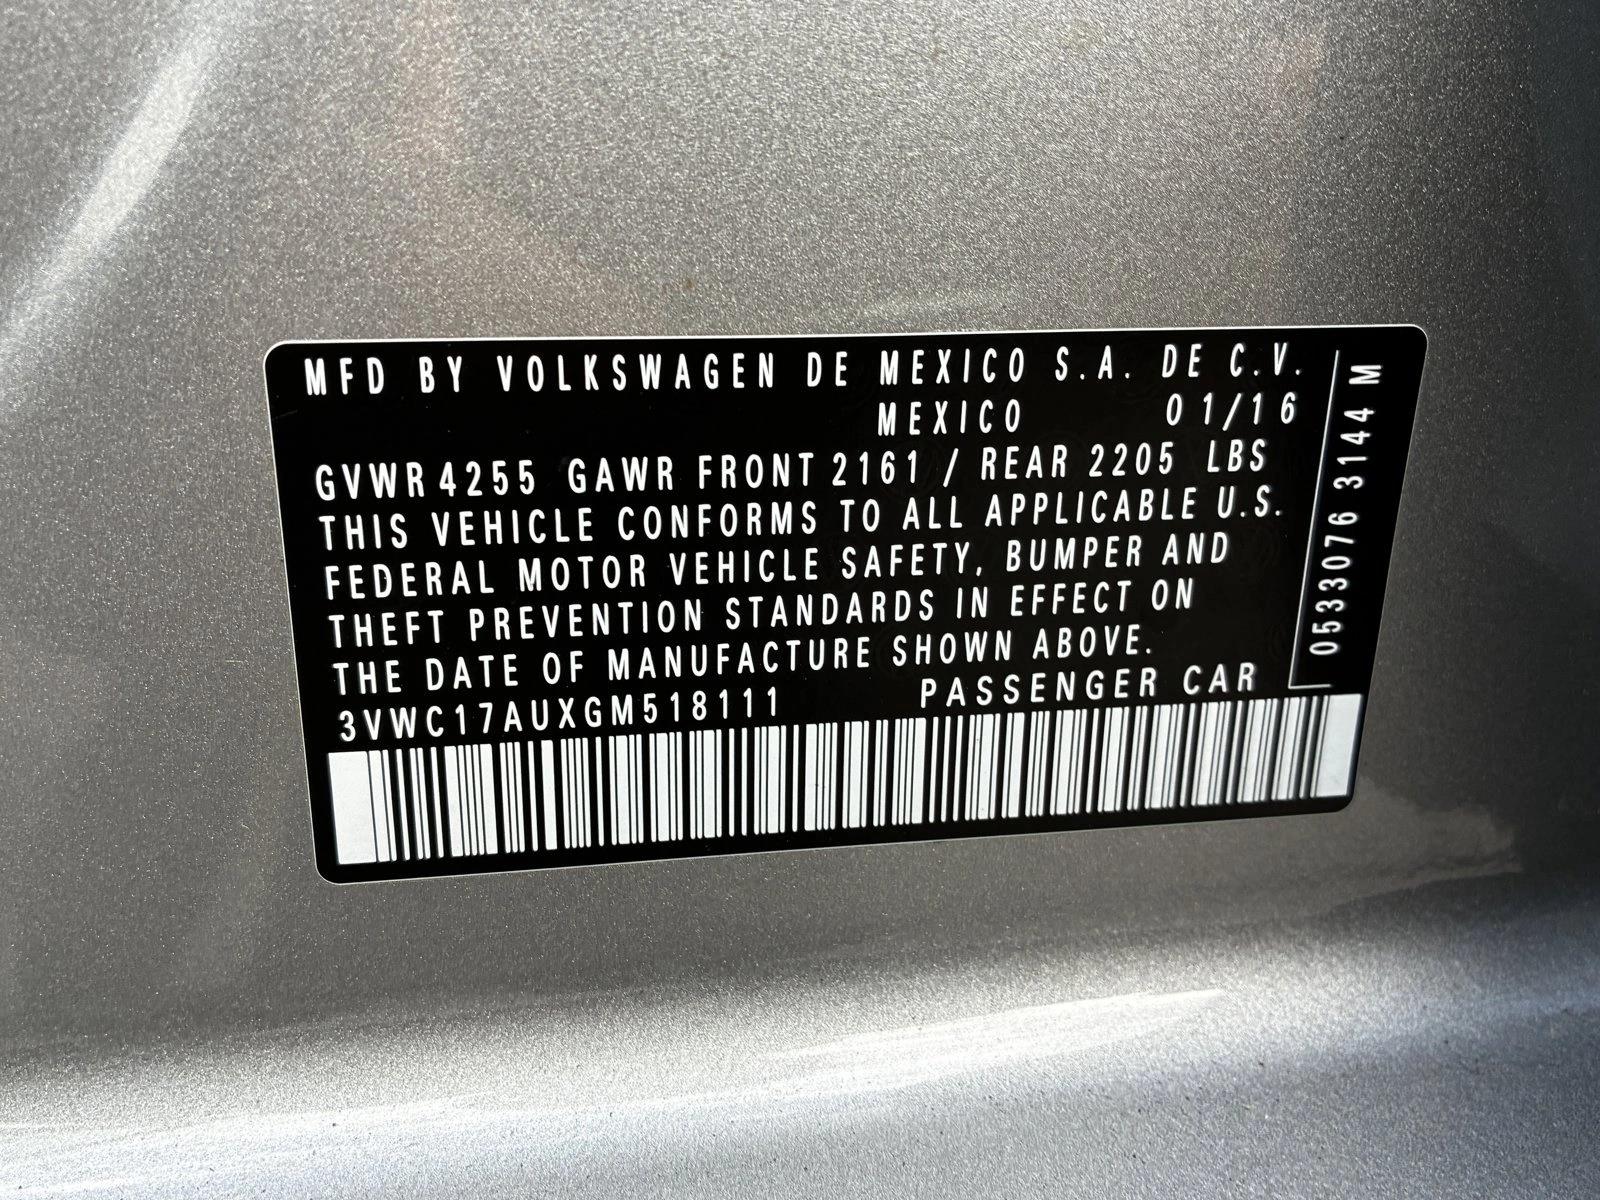 MFD BY VOLKSWAGEN DE MEXICO S.A. DE C.V.
MEXICO 01/16
GVWR 4255 GAWR FRONT 2161 / REAR 2205 LBS
THIS VEHICLE CONFORMS TO ALL APPLICABLE U.S.
FEDERAL MOTOR VEHICLE SAFETY, BUMPER AND
THEFT PREVENTION STANDARDS IN EFFECT ON
THE DATE OF MANUFACTURE SHOWN ABOVE.
3VWC17AUXGM518111 PASSENGER CAR
0533076 3144 M